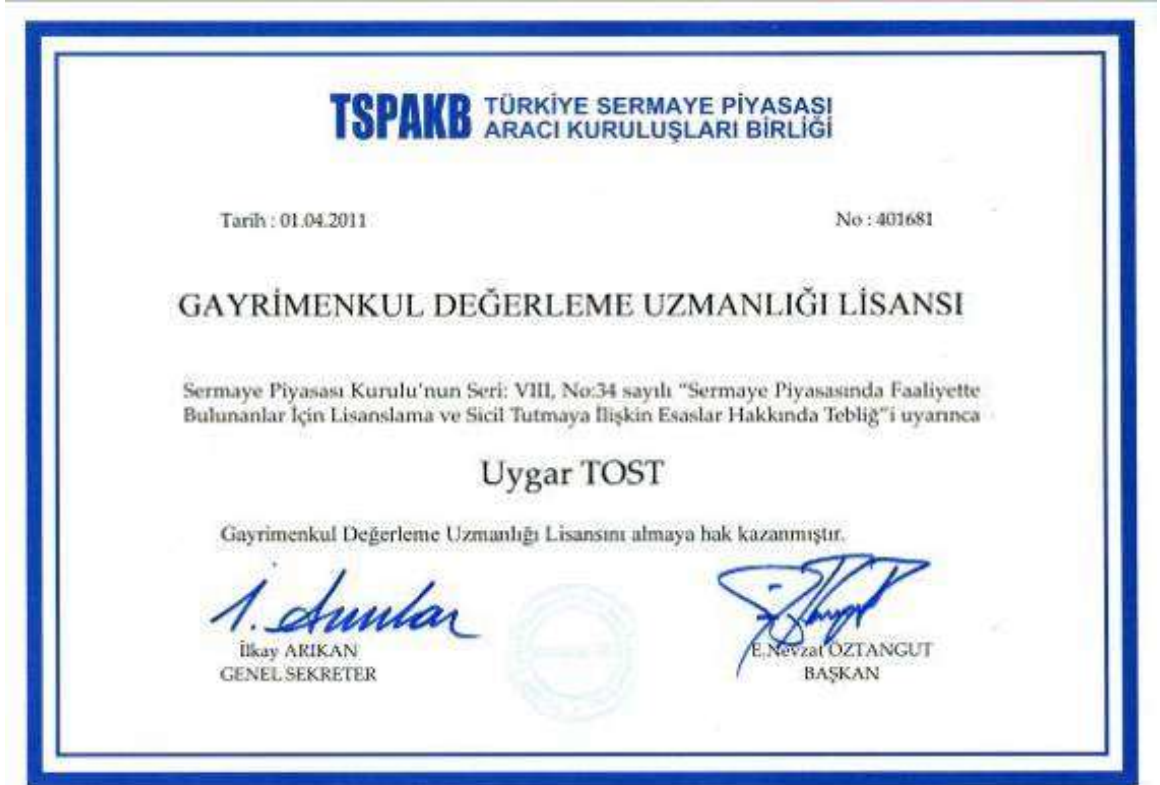 TSPAKB TÜRKİYE SERMAYE PİYASASI
ARACI KURULUŞLARI BİRLİĞİ
Tarih : 01.04.2011 No : 401681
GAYRİMENKUL DEĞERLEME UZMANLIĞI LİSANSI
Sermaye Piyasası Kurulu'nun Seri: VIII, No:34 sayılı "Sermaye Piyasasında Faaliyette
Bulunanlar İçin Lisanslama ve Sicil Tutmaya İlişkin Esaslar Hakkında Tebliğ"i uyarınca
Uygar TOST
Gayrimenkul Değerleme Uzmanlığı Lisansını almaya hak kazanmıştır.
İlkay ARIKAN E.Nevzat ÖZTANGUT
GENEL SEKRETER BAŞKAN